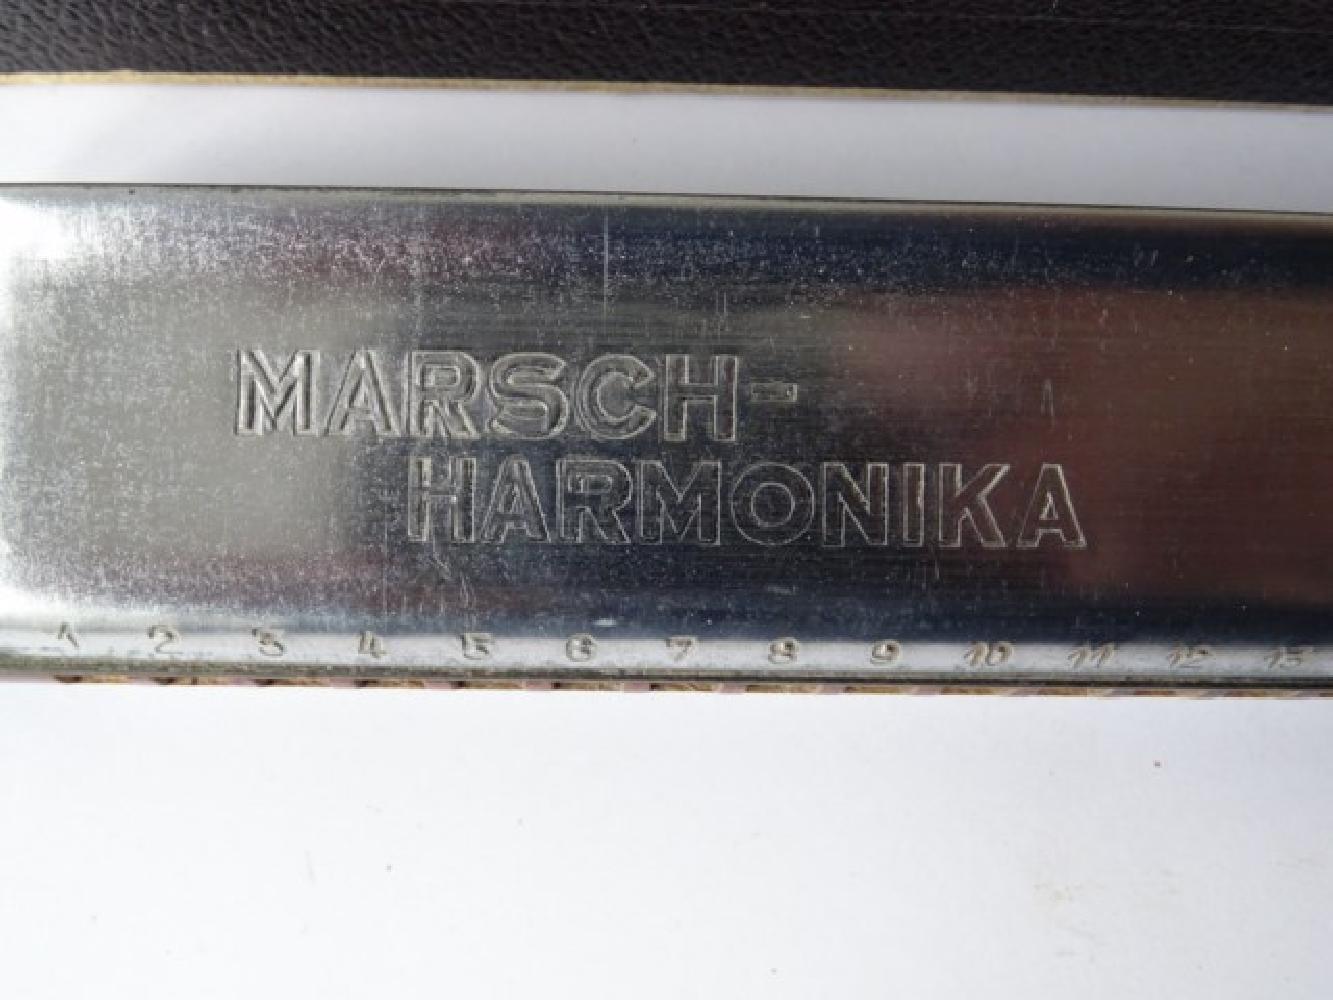 MARSCH-
HARMONIKA
1 2 3 4 5 6 7 8 9 10 11 12 13